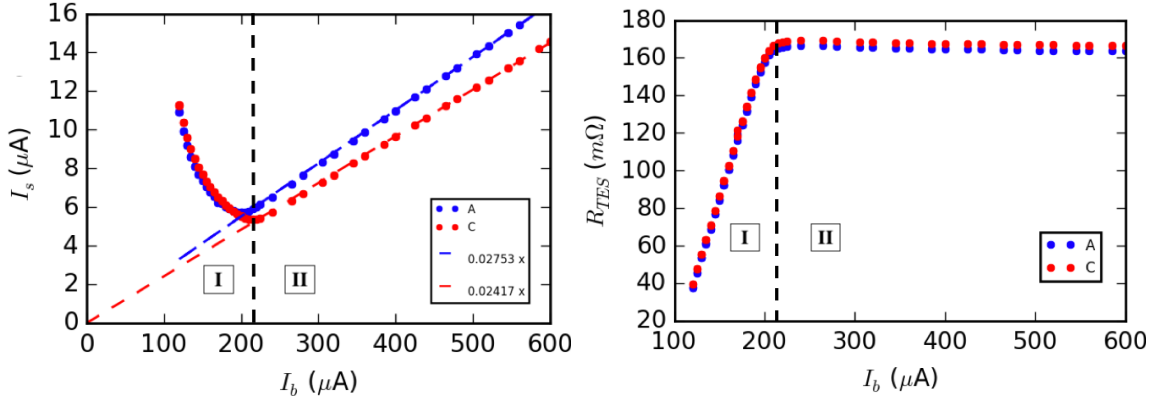 16
14
12
10
8
6
4
2
0
I_s (μA)
I
II
A
C
0.02753 x
0.02417 x
0 100 200 300 400 500 600
I_b (μA)
180
160
140
120
100
80
60
40
20
R_TES (mΩ)
I
II
A
C
100 200 300 400 500 600
I_b (μA)